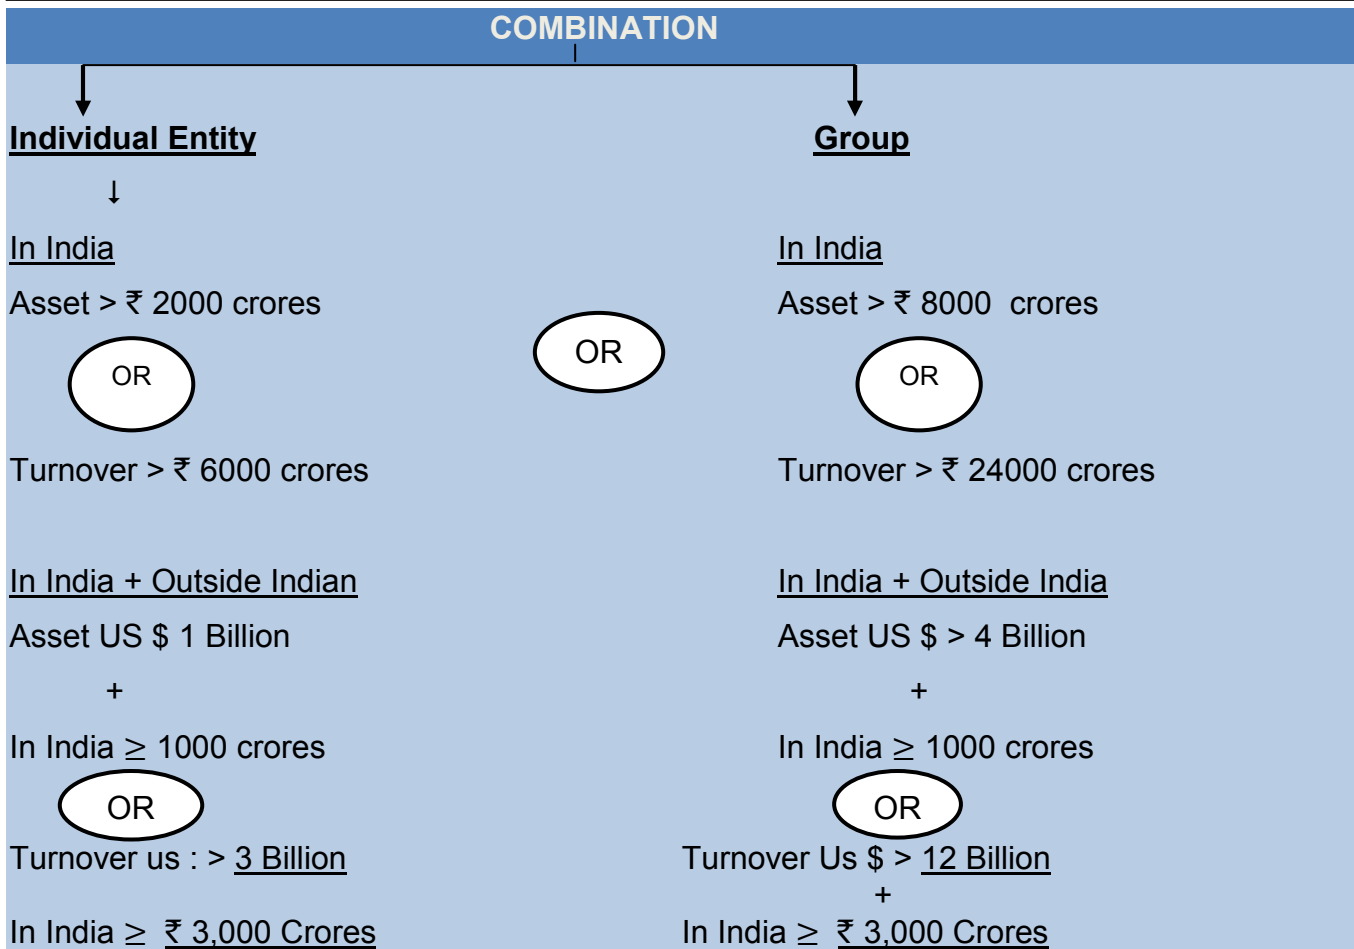 COMBINATION
Individual Entity Group
↓
In India In India
Asset > ₹ 2000 crores Asset > ₹ 8000 crores
OR OR OR
Turnover > ₹ 6000 crores Turnover > ₹ 24000 crores
In India + Outside Indian In India + Outside India
Asset US $ 1 Billion Asset US $ > 4 Billion
+ +
In India ≥ 1000 crores In India ≥ 1000 crores
OR OR
Turnover us : > 3 Billion Turnover Us $ > 12 Billion
+
In India ≥ ₹ 3,000 Crores In India ≥ ₹ 3,000 Crores